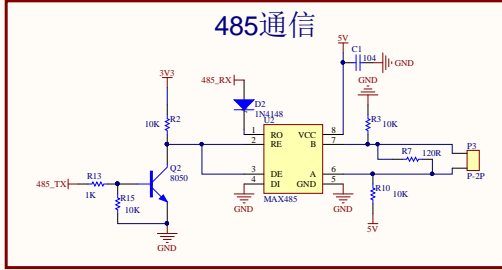 485通信
5V
C1
104
GND
3V3
485_RX
GND
R2
10K
D2
1N4148
U2
R3
10K
1 RO VCC 8
2 RE B 7
3 DE A 6
4 DI GND 5
MAX485
R7
120R
P3
P-2P
Q2
8050
485_TX
R13
1K
R15
10K
R10
10K
GND
GND
5V
GND